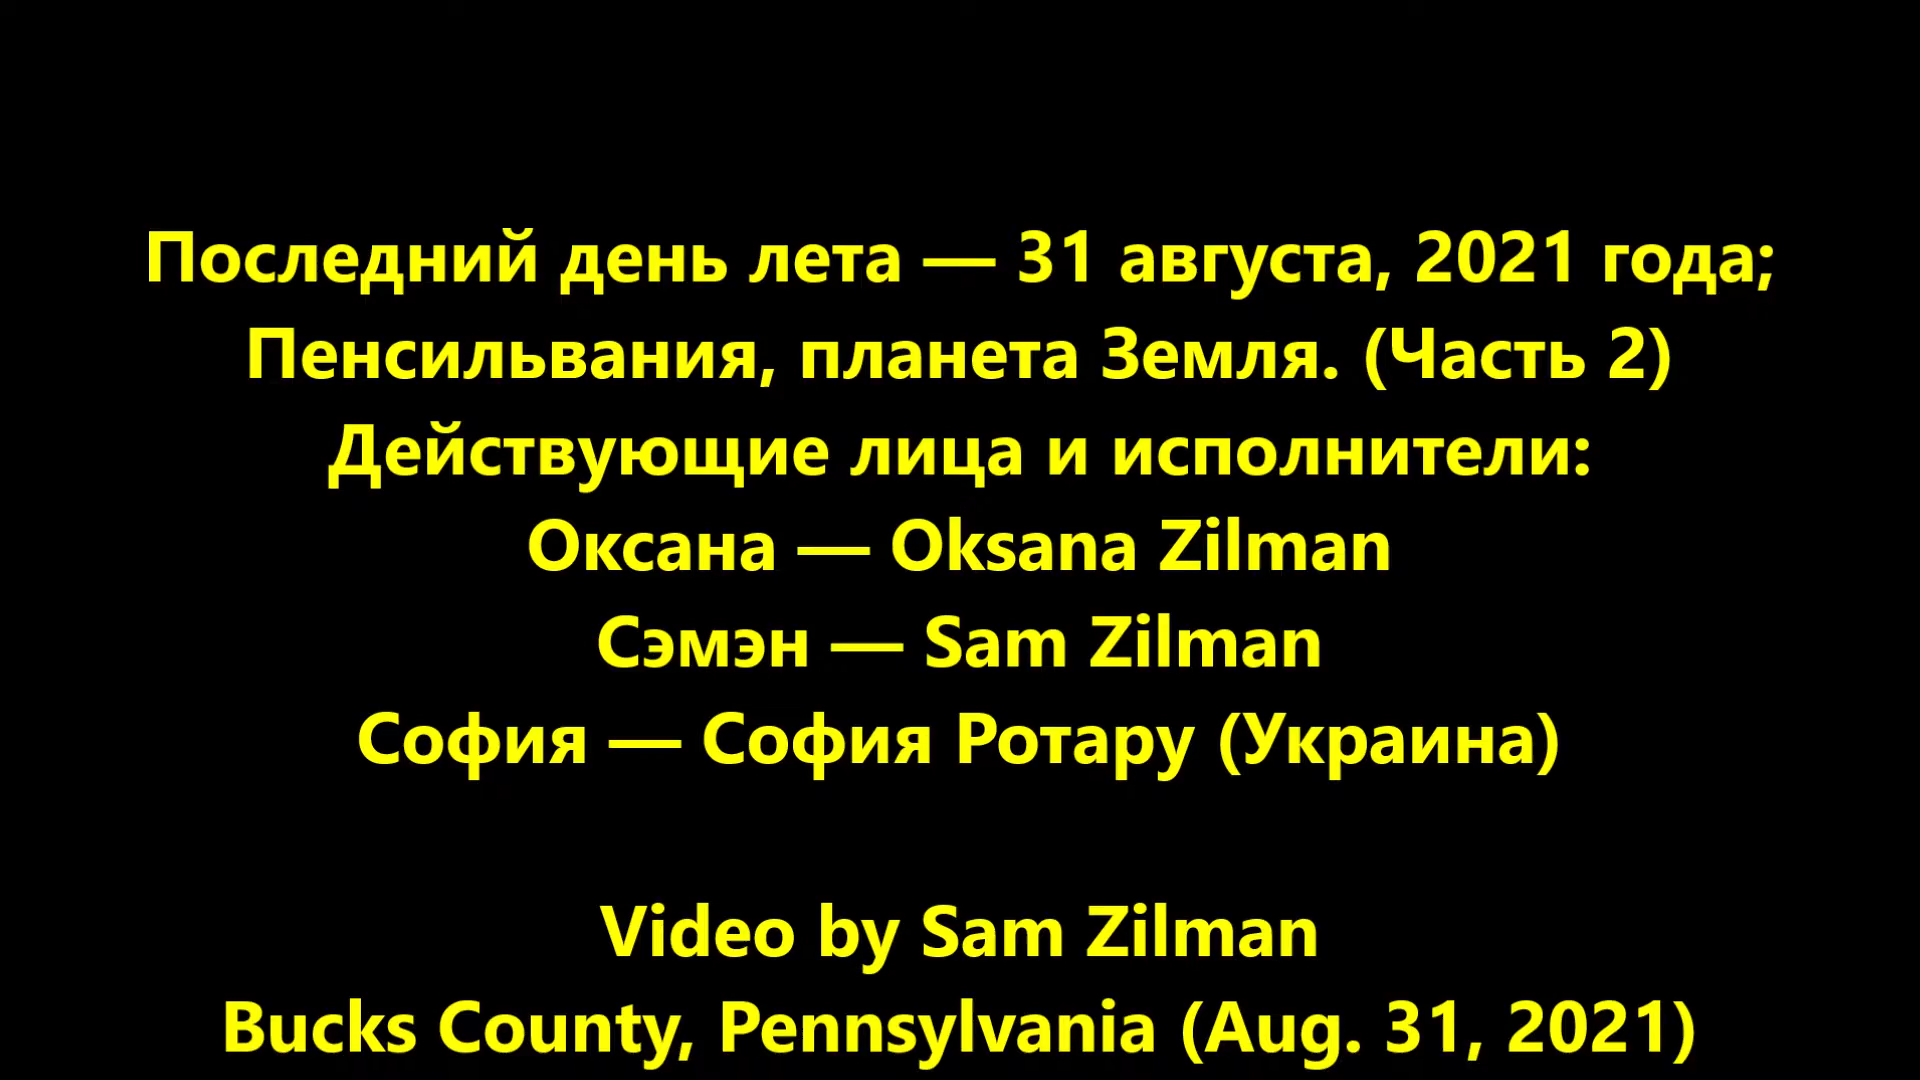 Последний день лета — 31 августа, 2021 года;
Пенсильвания, планета Земля. (Часть 2)
Действующие лица и исполнители:
Оксана — Oksana Zilman
Сэмэн — Sam Zilman
София — София Ротару (Украина)
Video by Sam Zilman
Bucks County, Pennsylvania (Aug. 31, 2021)